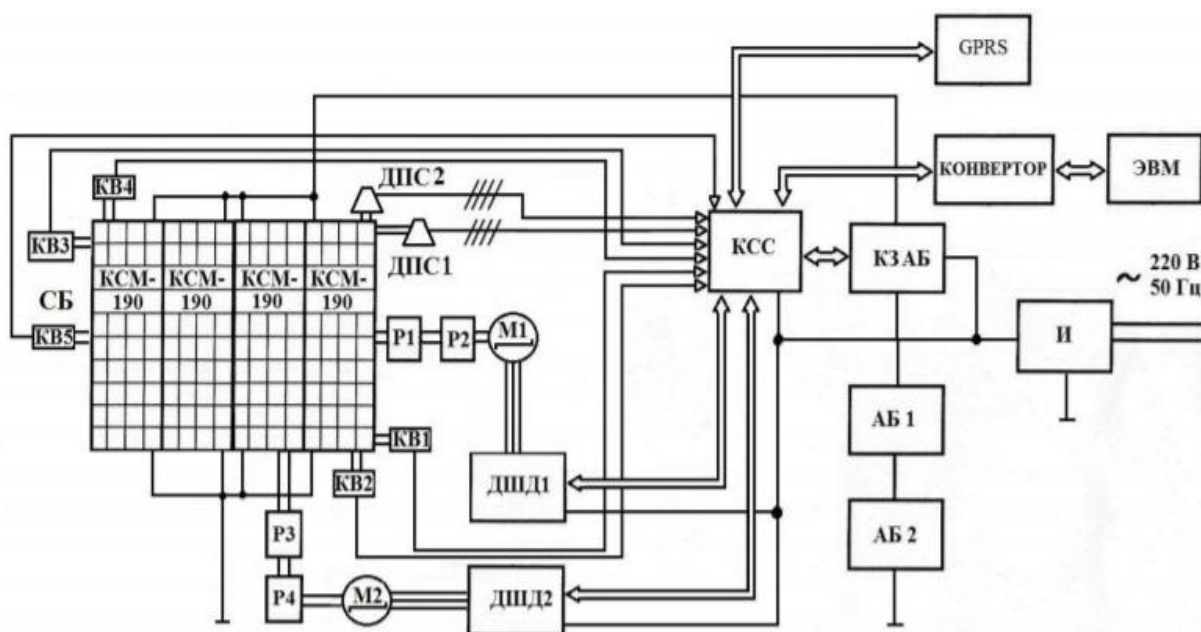 GPRS
КОНВЕРТОР
ЭВМ
КВ4
ДПС2
КВ3
ДПС1
КСС
КЗАБ
КСМ-190
КСМ-190
КСМ-190
КСМ-190
СБ
~ 220 В
50 Гц
КВ5
Р1
Р2
М1
И
АБ 1
КВ1
КВ2
ДШД1
Р3
АБ 2
Р4
М2
ДШД2